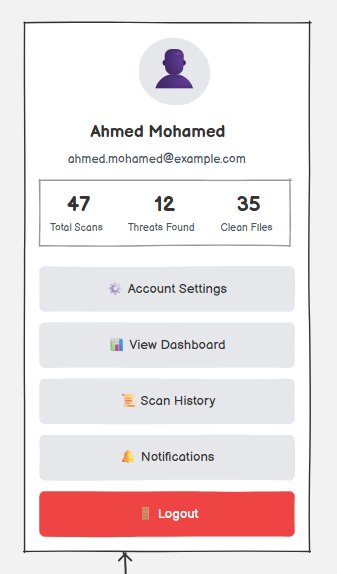 Ahmed Mohamed
ahmed.mohamed@example.com
47 12 35
Total Scans Threats Found Clean Files
Account Settings
View Dashboard
Scan History
Notifications
Logout